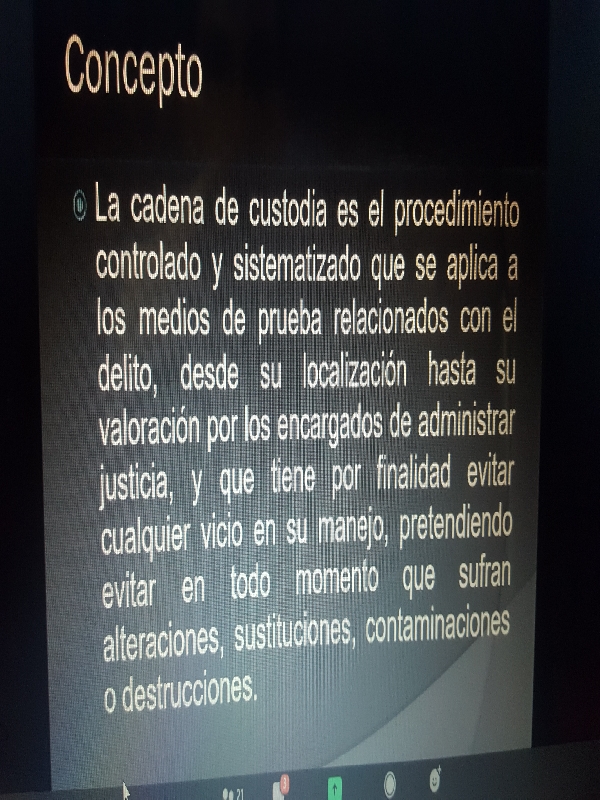 Concepto
La cadena de custodia es el procedimiento
controlado y sistematizado que se aplica a
los medios de prueba relacionados con el
delito, desde su localización hasta su
valoración por los encargados de administrar
justicia, y que tiene por finalidad evitar
cualquier vicio en su manejo, pretendiendo
evitar en todo momento que sufran
alteraciones, sustituciones, contaminaciones
o destrucciones.
21
3